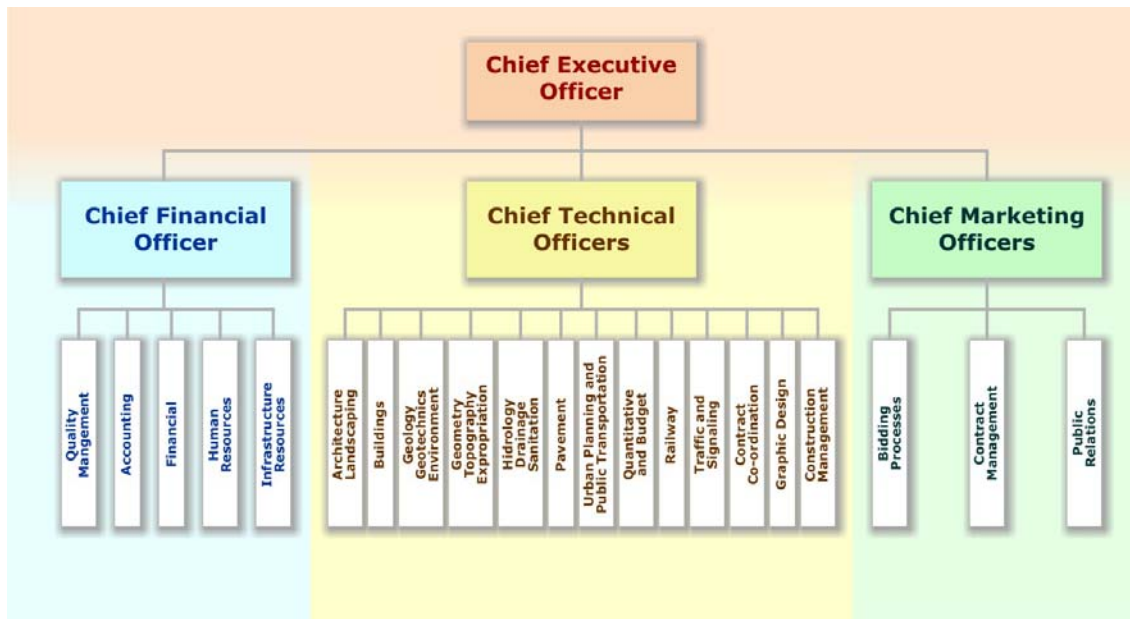 Chief Executive
Officer
Chief Financial
Officer
Chief Technical
Officers
Chief Marketing
Officers
Quality
Mangement
Accounting
Financial
Human
Resources
Infrastructure
Resources
Architecture
Landscaping
Buildings
Geology
Geotechnics
Environment
Geometry
Topography
Expropriation
Hidrology
Drainage
Sanitation
Pavement
Urban Planning and
Public Transportation
Quantitative
and Budget
Railway
Traffic and
Signaling
Contract
Co-ordination
Graphic Design
Construction
Management
Bidding
Processes
Contract
Management
Public
Relations